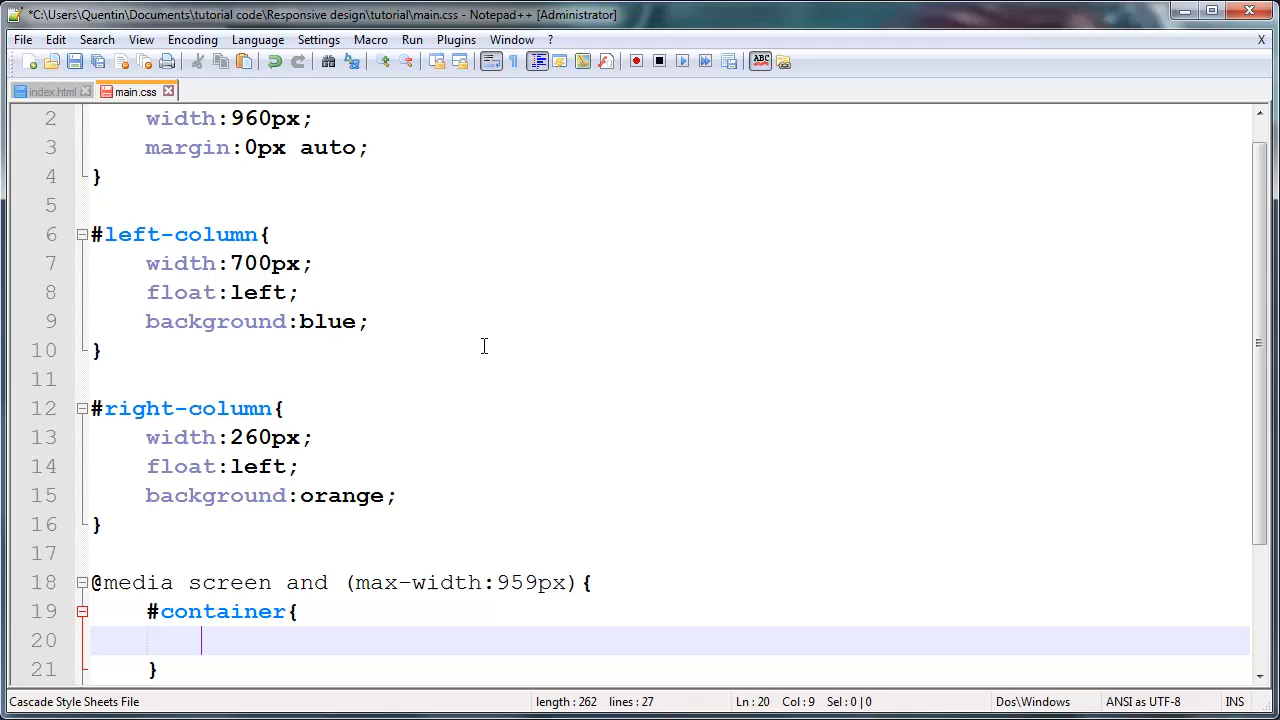 *C:\Users\Quentin\Documents\tutorial code\Responsive design\tutorial\main.css - Notepad++ [Administrator]
File Edit Search View Encoding Language Settings Macro Run Plugins Window ? X
ABC
index.html main.css
2 width:960px;
3 margin:0px auto;
4 }
5
6 #left-column{
7 width:700px;
8 float:left;
9 background:blue;
10 }
11
12 #right-column{
13 width:260px;
14 float:left;
15 background:orange;
16 }
17
18 @media screen and (max-width:959px){
19 #container{
20
21 }
Cascade Style Sheets File length : 262 lines : 27 Ln : 20 Col : 9 Sel : 0 | 0 Dos\Windows ANSI as UTF-8 INS